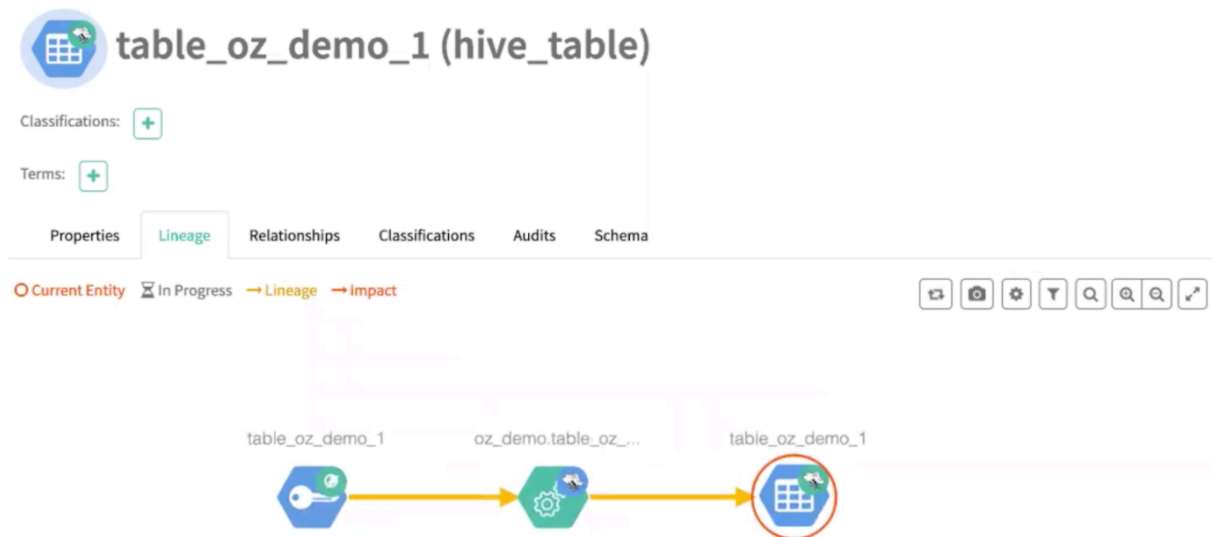 table_oz_demo_1 (hive_table)
Classifications:
Terms:
Properties Lineage Relationships Classifications Audits Schema
Current Entity In Progress Lineage Impact
table_oz_demo_1 oz_demo.table_oz_... table_oz_demo_1